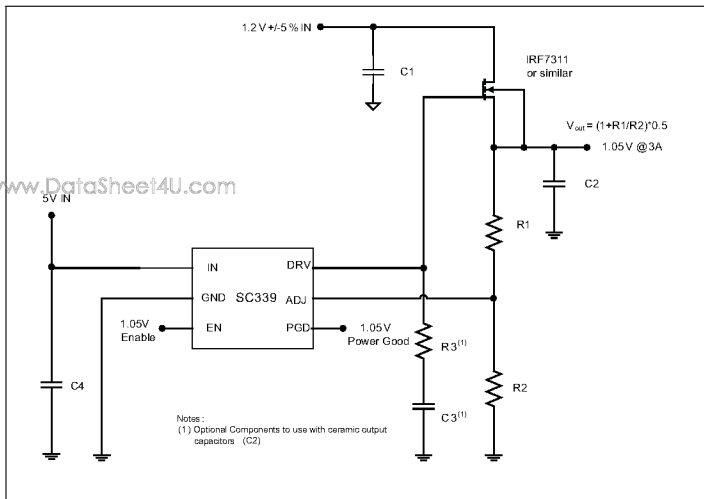 1.2 V +/-5 % IN
C1
IRF7311
or similar
Vout = (1+R1/R2)*0.5
1.05V @3A
C2
www.DataSheet4U.com
5V IN
R1
IN
DRV
GND
SC339
ADJ
EN
PGD
1.05V
Enable
1.05V
Power Good
R3(1)
R2
C4
C3(1)
Notes :
(1) Optional Components to use with ceramic output
capacitors (C2)